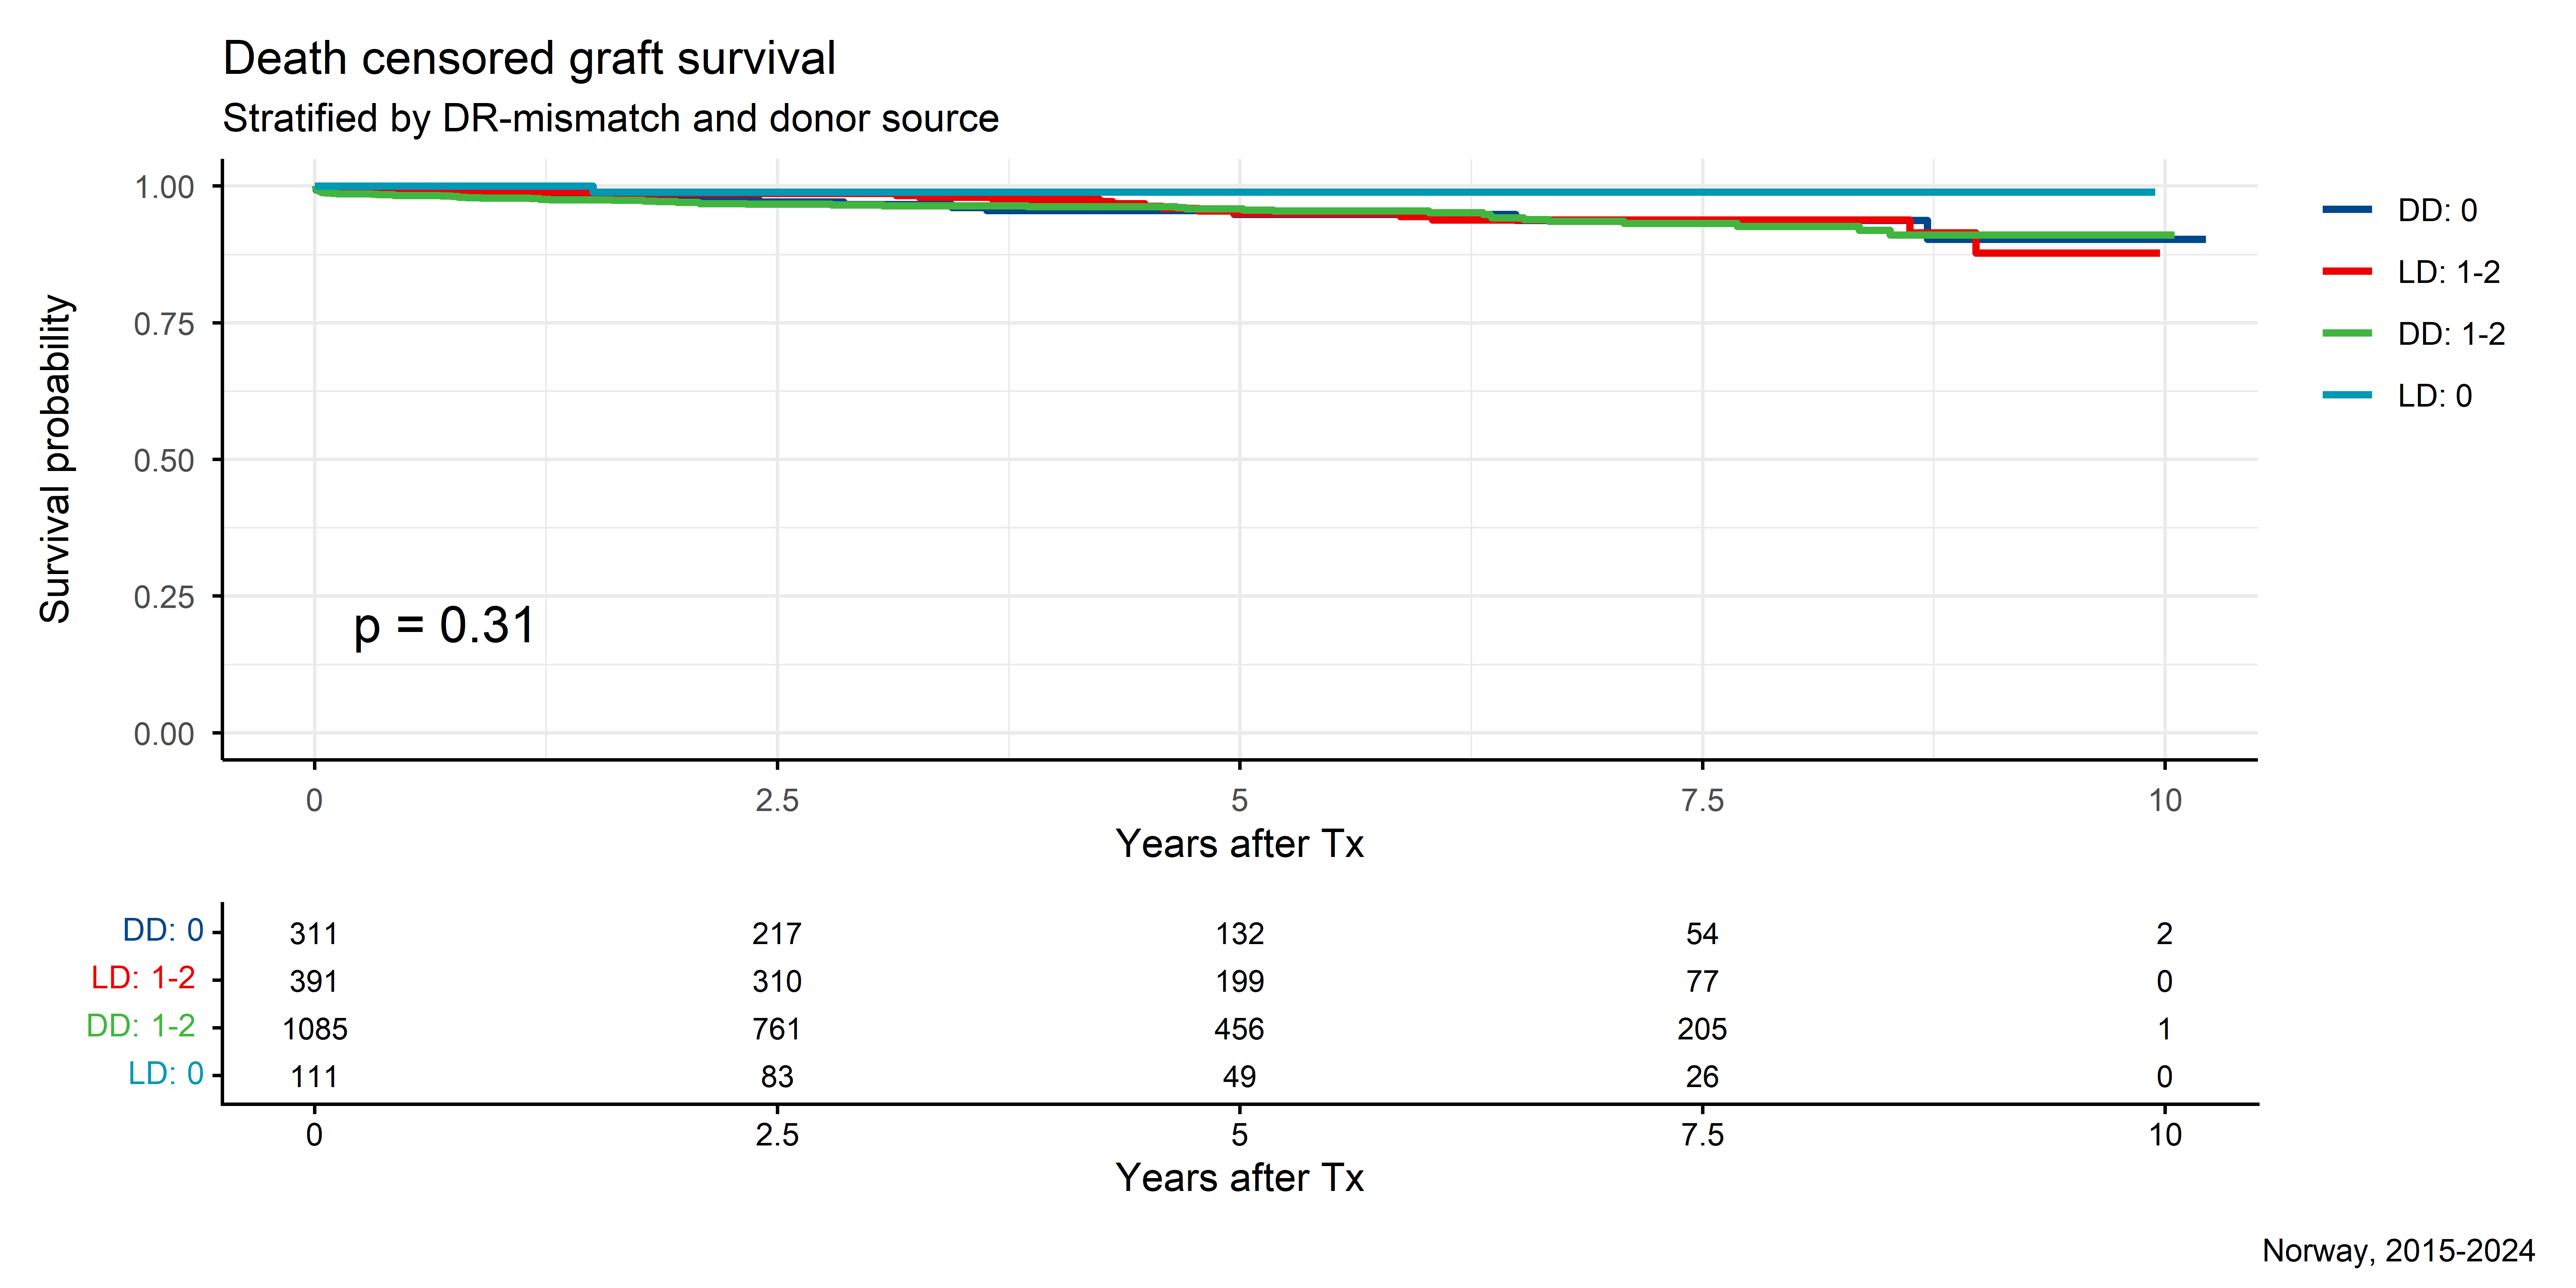 Death censored graft survival
Stratified by DR-mismatch and donor source
Survival probability
1.00
0.75
0.50
0.25
0.00
p = 0.31
0 2.5 5 7.5 10
Years after Tx
DD: 0
LD: 1-2
DD: 1-2
LD: 0
DD: 0 311 217 132 54 2
LD: 1-2 391 310 199 77 0
DD: 1-2 1085 761 456 205 1
LD: 0 111 83 49 26 0
0 2.5 5 7.5 10
Years after Tx
Norway, 2015-2024